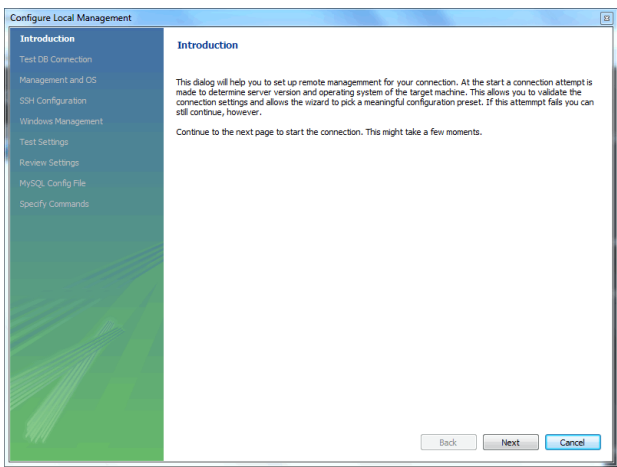 Configure Local Management
Introduction
Test DB Connection
Management and OS
SSH Configuration
Windows Management
Test Settings
Review Settings
MySQL Config File
Specify Commands
Introduction
This dialog will help you to set up remote managemment for your connection. At the start a connection attempt is
made to determine server version and operating system of the target machine. This allows you to validate the
connection settings and allows the wizard to pick a meaningful configuration preset. If this attemmpt fails you can
still continue, however.
Continue to the next page to start the connection. This might take a few moments.
Back Next Cancel